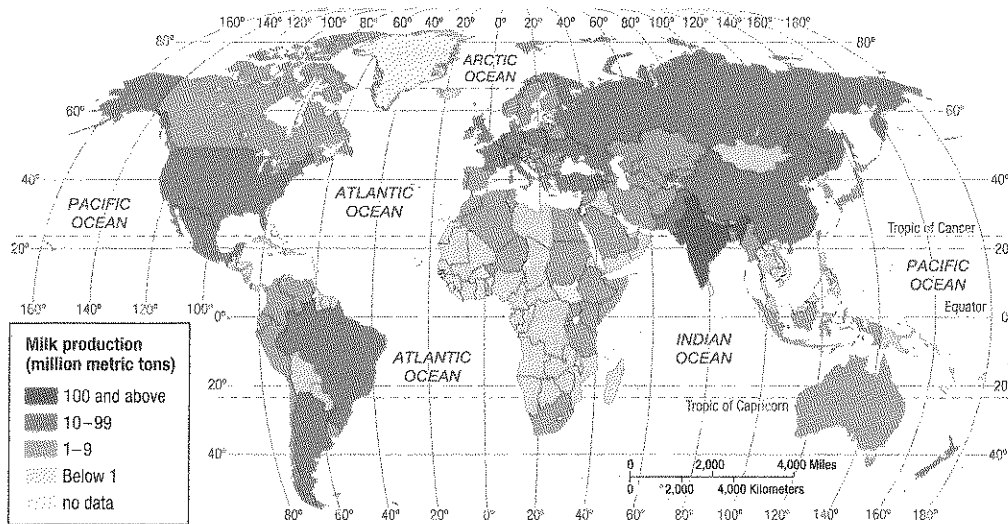 160° 140° 120° 80° 40° 20° 0° 20° 40° 80° 100° 120° 140° 160° 180°
80° 80°
ARCTIC
OCEAN
60° 60°
40° 40°
PACIFIC
OCEAN
ATLANTIC
OCEAN
Tropic of Cancer
20° 20°
PACIFIC
OCEAN
160° 140° 120° 100°
160°
Equator
0° 0° 0°
INDIAN
OCEAN
ATLANTIC
OCEAN
20° 20° 20°
Tropic of Capricorn
40° 40° 40°
Milk production
(million metric tons)
100 and above
10–99
1–9
Below 1
no data
0 2,000 4,000 Miles
0 2,000 4,000 Kilometers
80° 60° 40° 20° 0° 20° 40° 60° 80° 100° 120° 140° 160° 180°